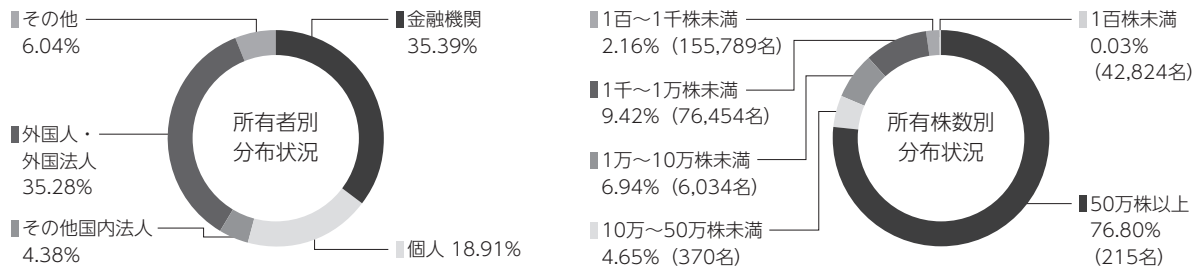 その他
6.04%
金融機関
35.39%
所有者別
分布状況
外国人・
外国法人
35.28%
その他国内法人
4.38%
個人 18.91%
1百～1千株未満
2.16%（155,789名）
1百株未満
0.03%
（42,824名）
1千～1万株未満
9.42%（76,454名）
所有株数別
分布状況
1万～10万株未満
6.94%（6,034名）
10万～50万株未満
4.65%（370名）
50万株以上
76.80%
（215名）